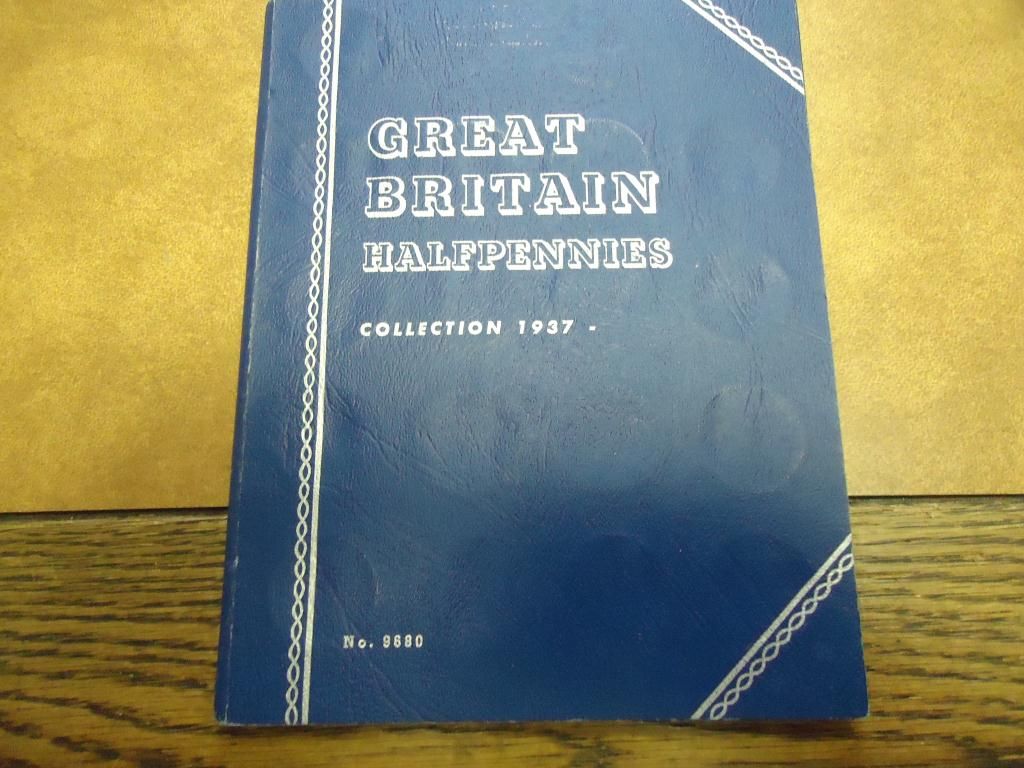 GREAT
BRITAIN
HALFPENNIES
COLLECTION 1937 -
No. 9680